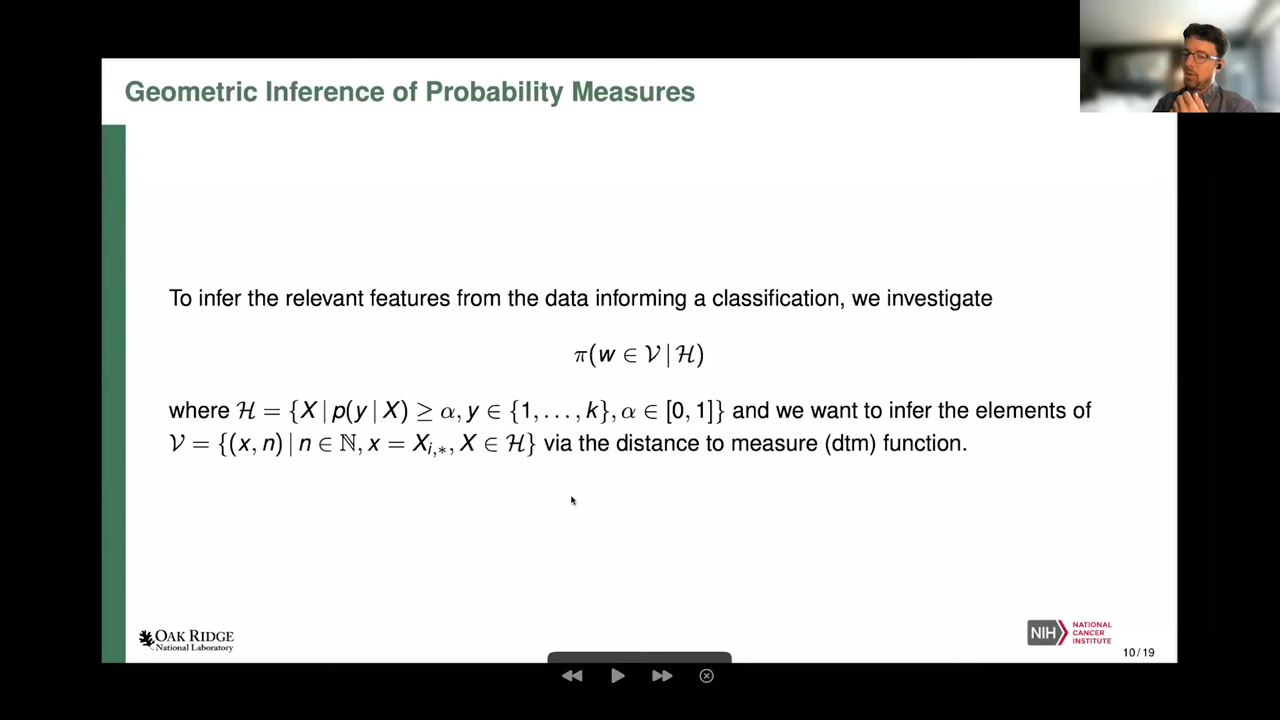 Geometric Inference of Probability Measures
To infer the relevant features from the data informing a classification, we investigate
π(w ∈ 𝒱 | ℋ)
where ℋ = {X | p(y | X) ≥ α, y ∈ {1, . . . , k}, α ∈ [0, 1]} and we want to infer the elements of
𝒱 = {(x, n) | n ∈ ℕ, x = X_{i,*}, X ∈ ℋ} via the distance to measure (dtm) function.
OAK RIDGE
National Laboratory
NIH
NATIONAL
CANCER
INSTITUTE
10 / 19